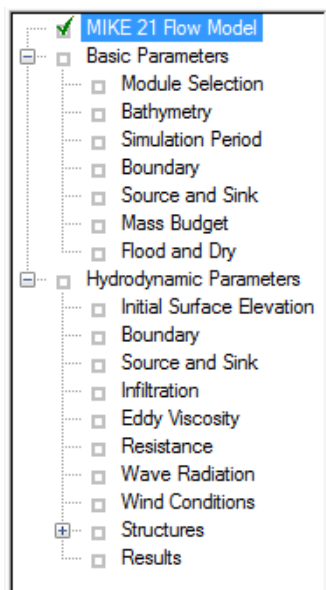 MIKE 21 Flow Model
Basic Parameters
Module Selection
Bathymetry
Simulation Period
Boundary
Source and Sink
Mass Budget
Flood and Dry
Hydrodynamic Parameters
Initial Surface Elevation
Boundary
Source and Sink
Infiltration
Eddy Viscosity
Resistance
Wave Radiation
Wind Conditions
Structures
Results